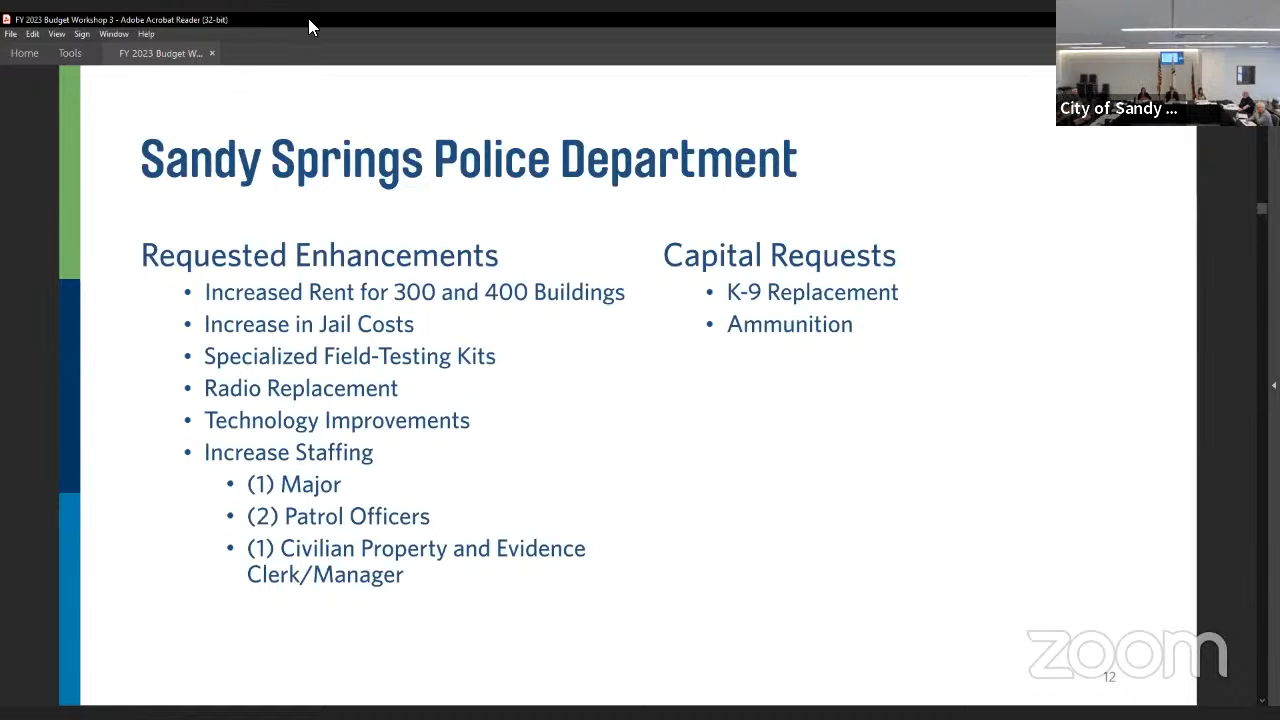 FY 2023 Budget Workshop 3 - Adobe Acrobat Reader (32-bit)
File Edit View Sign Window Help
Home Tools FY 2023 Budget W... ×
City of Sandy ...
Sandy Springs Police Department
Requested Enhancements
• Increased Rent for 300 and 400 Buildings
• Increase in Jail Costs
• Specialized Field-Testing Kits
• Radio Replacement
• Technology Improvements
• Increase Staffing
• (1) Major
• (2) Patrol Officers
• (1) Civilian Property and Evidence
Clerk/Manager
Capital Requests
• K-9 Replacement
• Ammunition
zoom
12